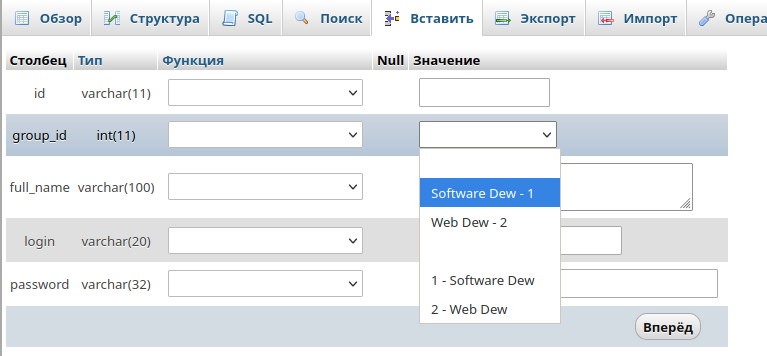 Обзор Структура SQL Поиск Вставить Экспорт Импорт Опера
Столбец Тип Функция Null Значение
id varchar(11)
group_id int(11)
full_name varchar(100)
Software Dew - 1
Web Dew - 2
login varchar(20)
1 - Software Dew
password varchar(32)
2 - Web Dew
Вперёд